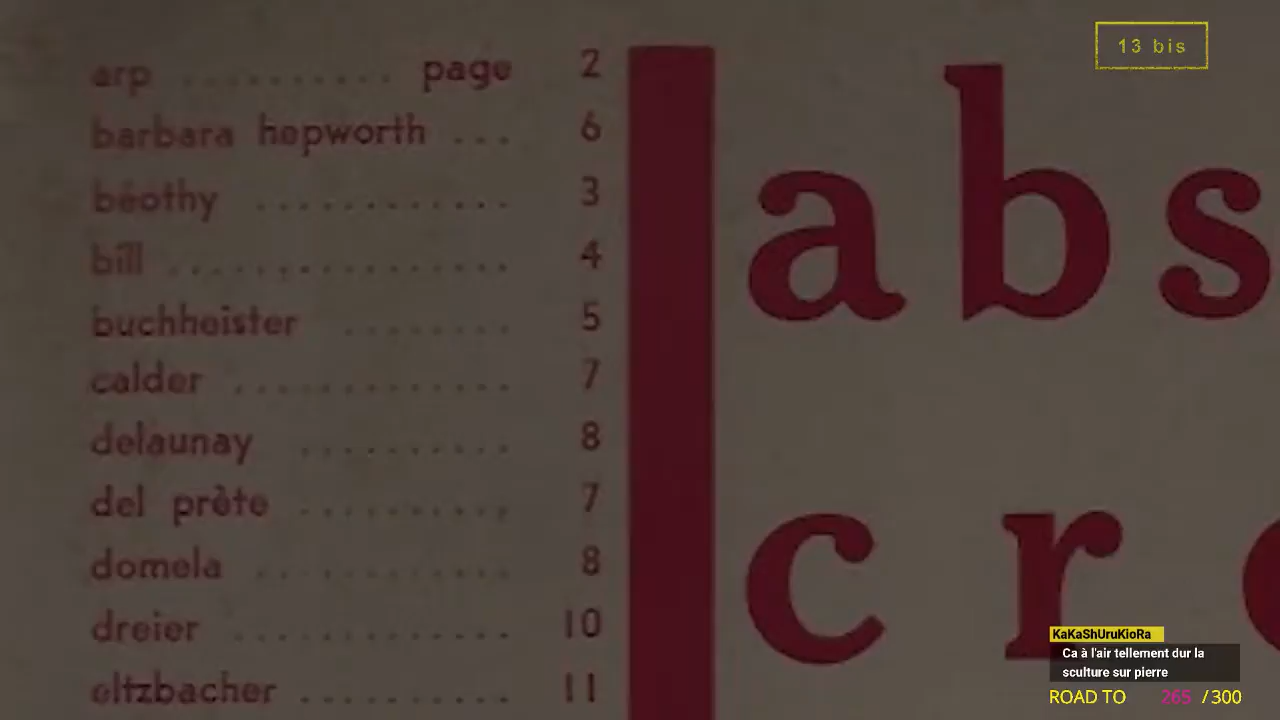 13 bis
arp .......... page 2
barbara hepworth ... 6
béothy ............ 3
bill ................ 4
buchheister ........ 5
calder ............. 7
delaunay .......... 8
del prète .......... 7
domela ............ 8
dreier ............. 10
eltzbacher .......... 11
abs
cr
KaKaShUruKioRa
Ca à l'air tellement dur la
sculture sur pierre
ROAD TO 265 /300